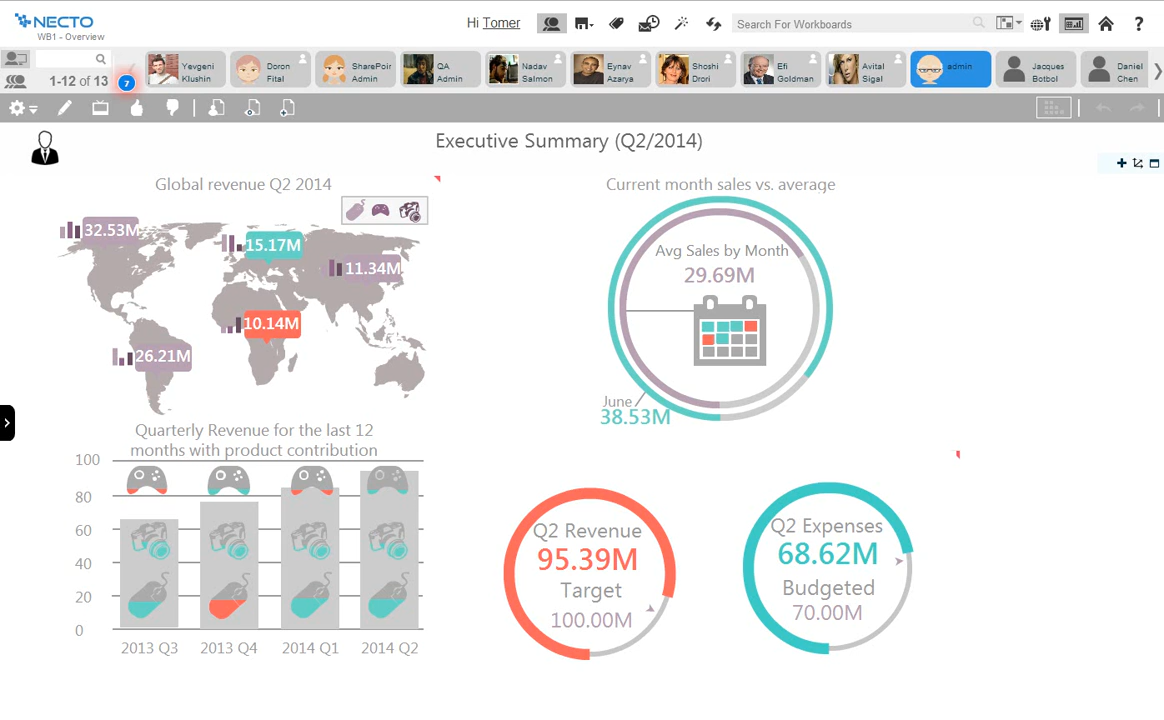 NECTO
WB1 - Overview
Hi Tomer
Search For Workboards
?
1-12 of 13
7
Yevgeni
Klushin
Doron
Fital
SharePoir
Admin
QA
Admin
Nadav
Salmon
Eynav
Azarya
Shoshi
Drori
Efi
Goldman
Avital
Sigal
admin
Jacques
Botbol
Daniel
Chen
Executive Summary (Q2/2014)
Global revenue Q2 2014
32.53M
15.17M
11.34M
10.14M
26.21M
Current month sales vs. average
Avg Sales by Month
29.69M
June
38.53M
Quarterly Revenue for the last 12
months with product contribution
100
80
60
40
20
0
2013 Q3
2013 Q4
2014 Q1
2014 Q2
Q2 Revenue
95.39M
Target
100.00M
Q2 Expenses
68.62M
Budgeted
70.00M